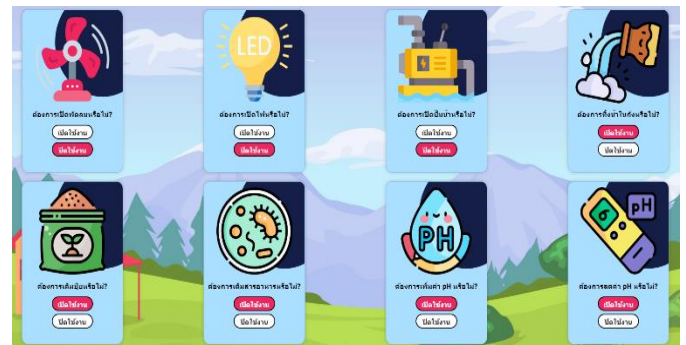 LED
ต้องการเปิดพัดลมหรือไม่?
เปิดใช้งาน
ปิดใช้งาน
ต้องการเปิดไฟหรือไม่?
เปิดใช้งาน
ปิดใช้งาน
ต้องการเปิดปั๊มน้ำหรือไม่?
เปิดใช้งาน
ปิดใช้งาน
ต้องการทิ้งน้ำในถังหรือไม่?
เปิดใช้งาน
ปิดใช้งาน
ต้องการเติมปุ๋ยหรือไม่?
เปิดใช้งาน
ปิดใช้งาน
ต้องการเติมสารอาหารหรือไม่?
เปิดใช้งาน
ปิดใช้งาน
PH
ต้องการเพิ่มค่า pH หรือไม่?
เปิดใช้งาน
ปิดใช้งาน
6
pH
ต้องการลดค่า pH หรือไม่?
เปิดใช้งาน
ปิดใช้งาน